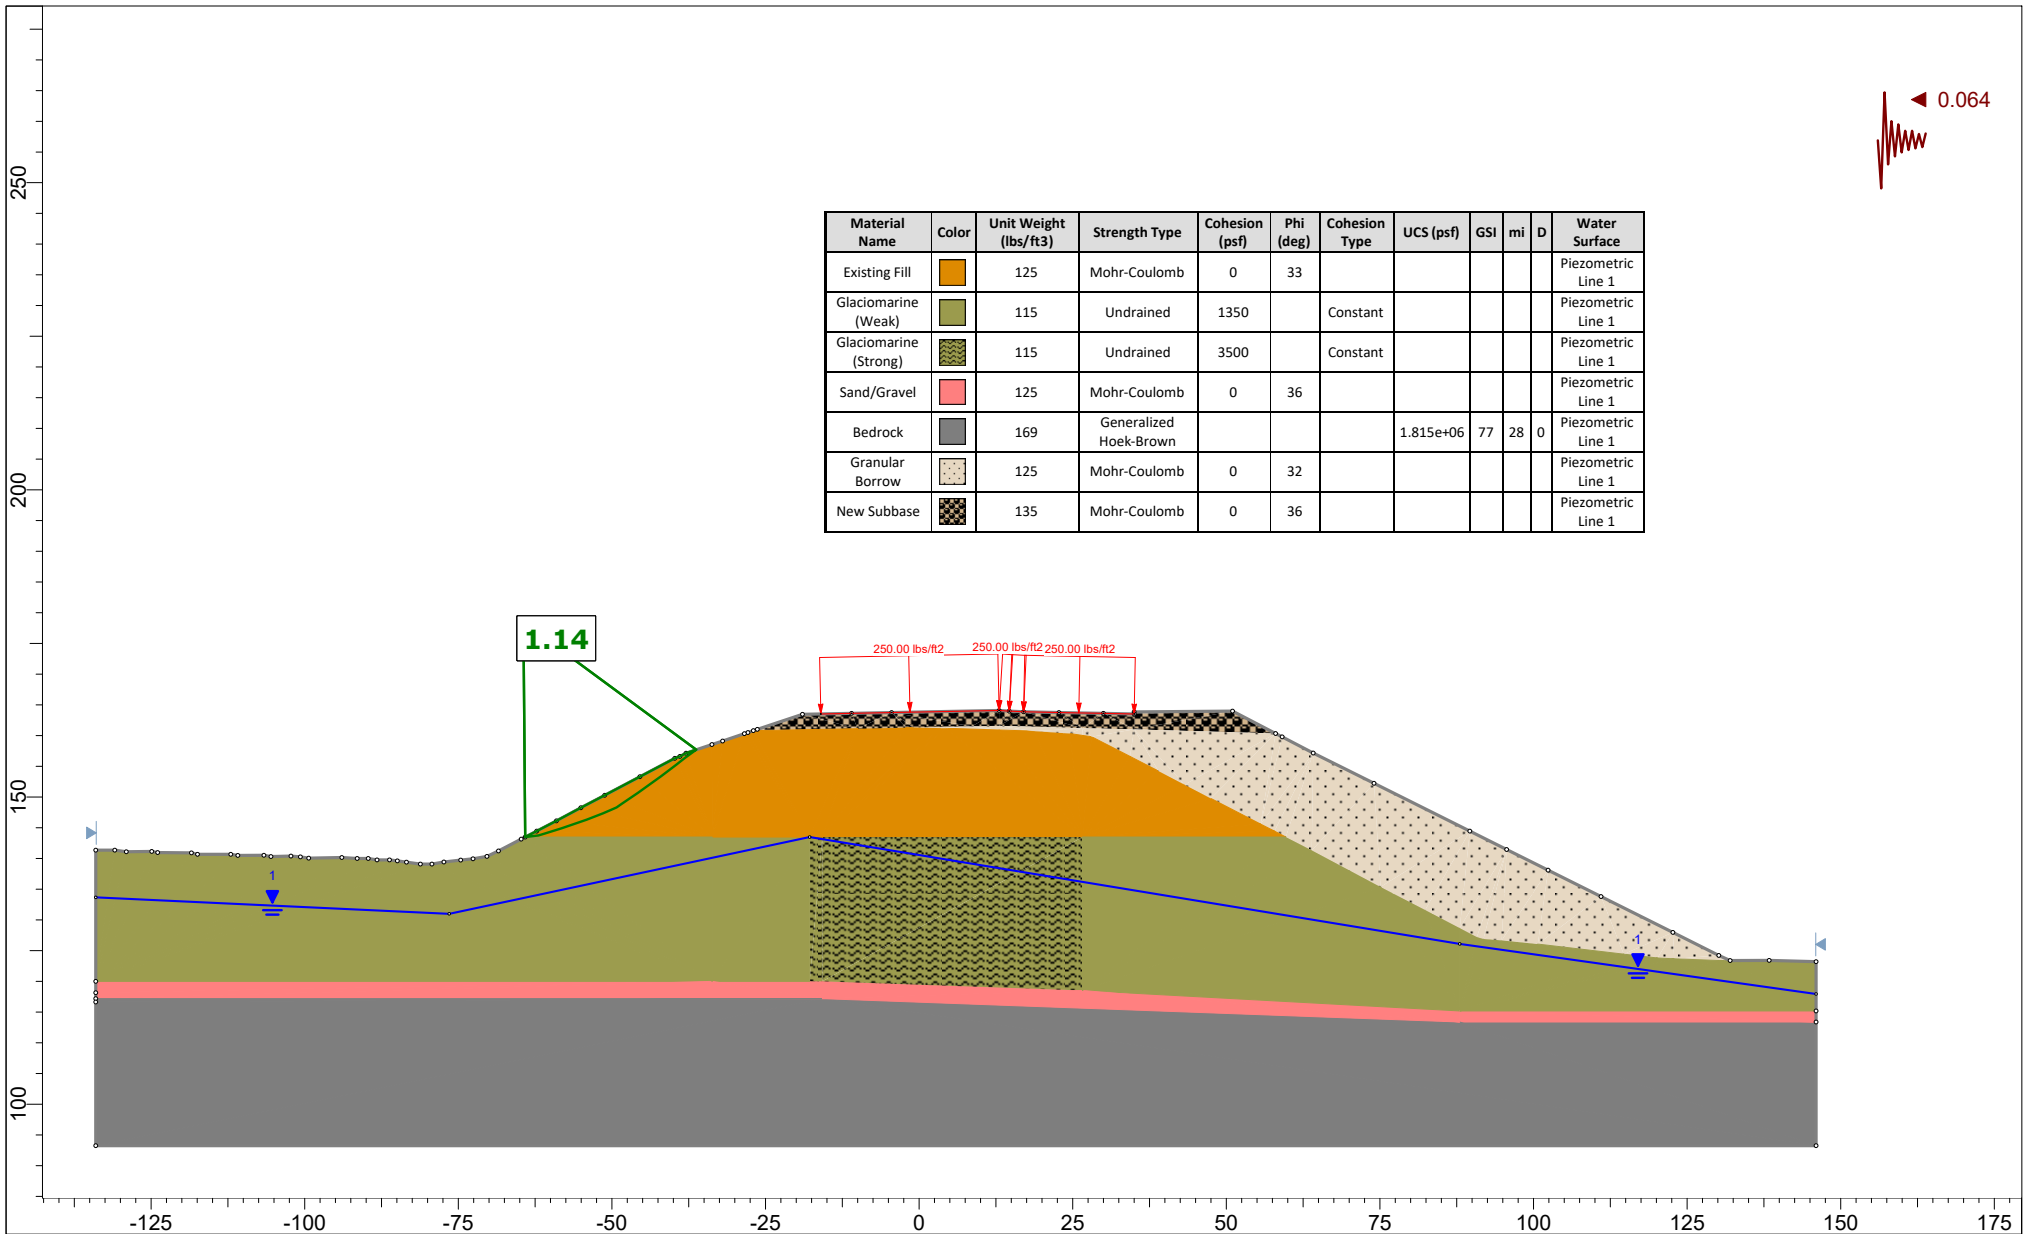 0.064
Material Name Color Unit Weight (lbs/ft3) Strength Type Cohesion (psf) Phi (deg) Cohesion Type UCS (psf) GSI mi D Water Surface
Existing Fill 125 Mohr-Coulomb 0 33 Piezometric Line 1
Glaciomarine (Weak) 115 Undrained 1350 Constant Piezometric Line 1
Glaciomarine (Strong) 115 Undrained 3500 Constant Piezometric Line 1
Sand/Gravel 125 Mohr-Coulomb 0 36 Piezometric Line 1
Bedrock 169 Generalized Hoek-Brown 1.815e+06 77 28 0 Piezometric Line 1
Granular Borrow 125 Mohr-Coulomb 0 32 Piezometric Line 1
New Subbase 135 Mohr-Coulomb 0 36 Piezometric Line 1
1.14
250.00 lbs/ft2 250.00 lbs/ft2 250.00 lbs/ft2
1
1
250
200
150
100
-125 -100 -75 -50 -25 0 25 50 75 100 125 150 175